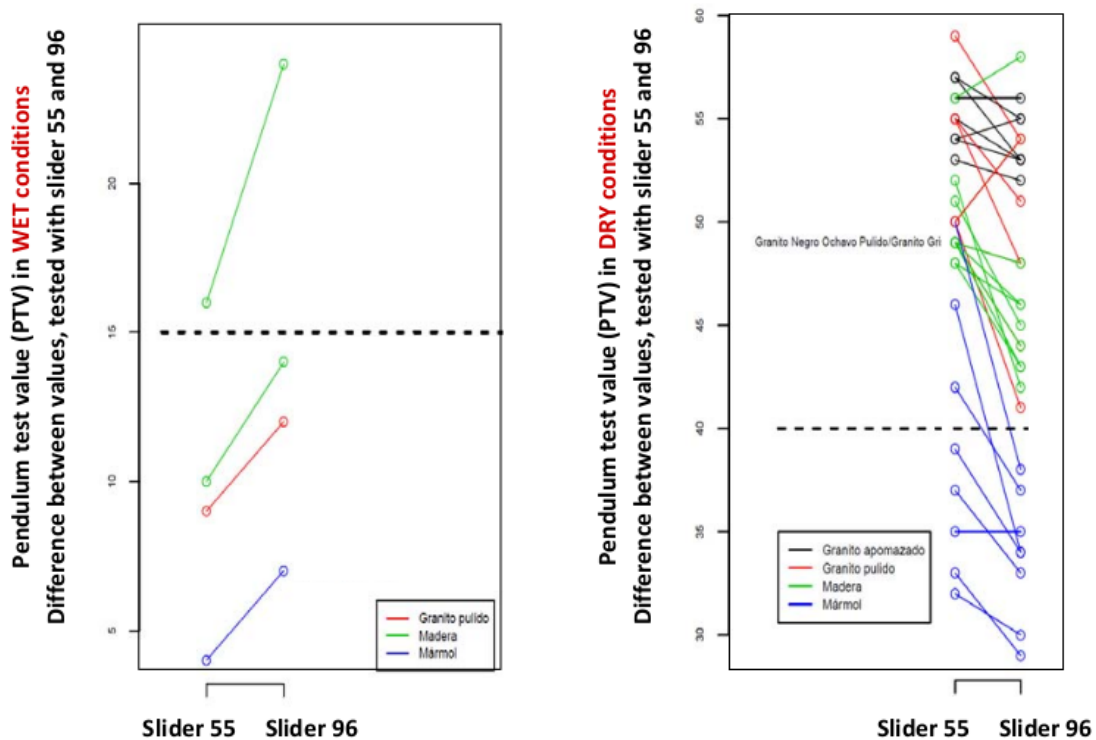 Pendulum test value (PTV) in WET conditions
Difference between values, tested with slider 55 and 96
20
15
10
5
Granito pulido
Madera
Mármol
Slider 55 Slider 96
Pendulum test value (PTV) in DRY conditions
Difference between values, tested with slider 55 and 96
60
55
50
Granito Negro Ochavo Pulido/Granito Gri
45
40
35
30
Granito apomazado
Granito pulido
Madera
Mármol
Slider 55 Slider 96